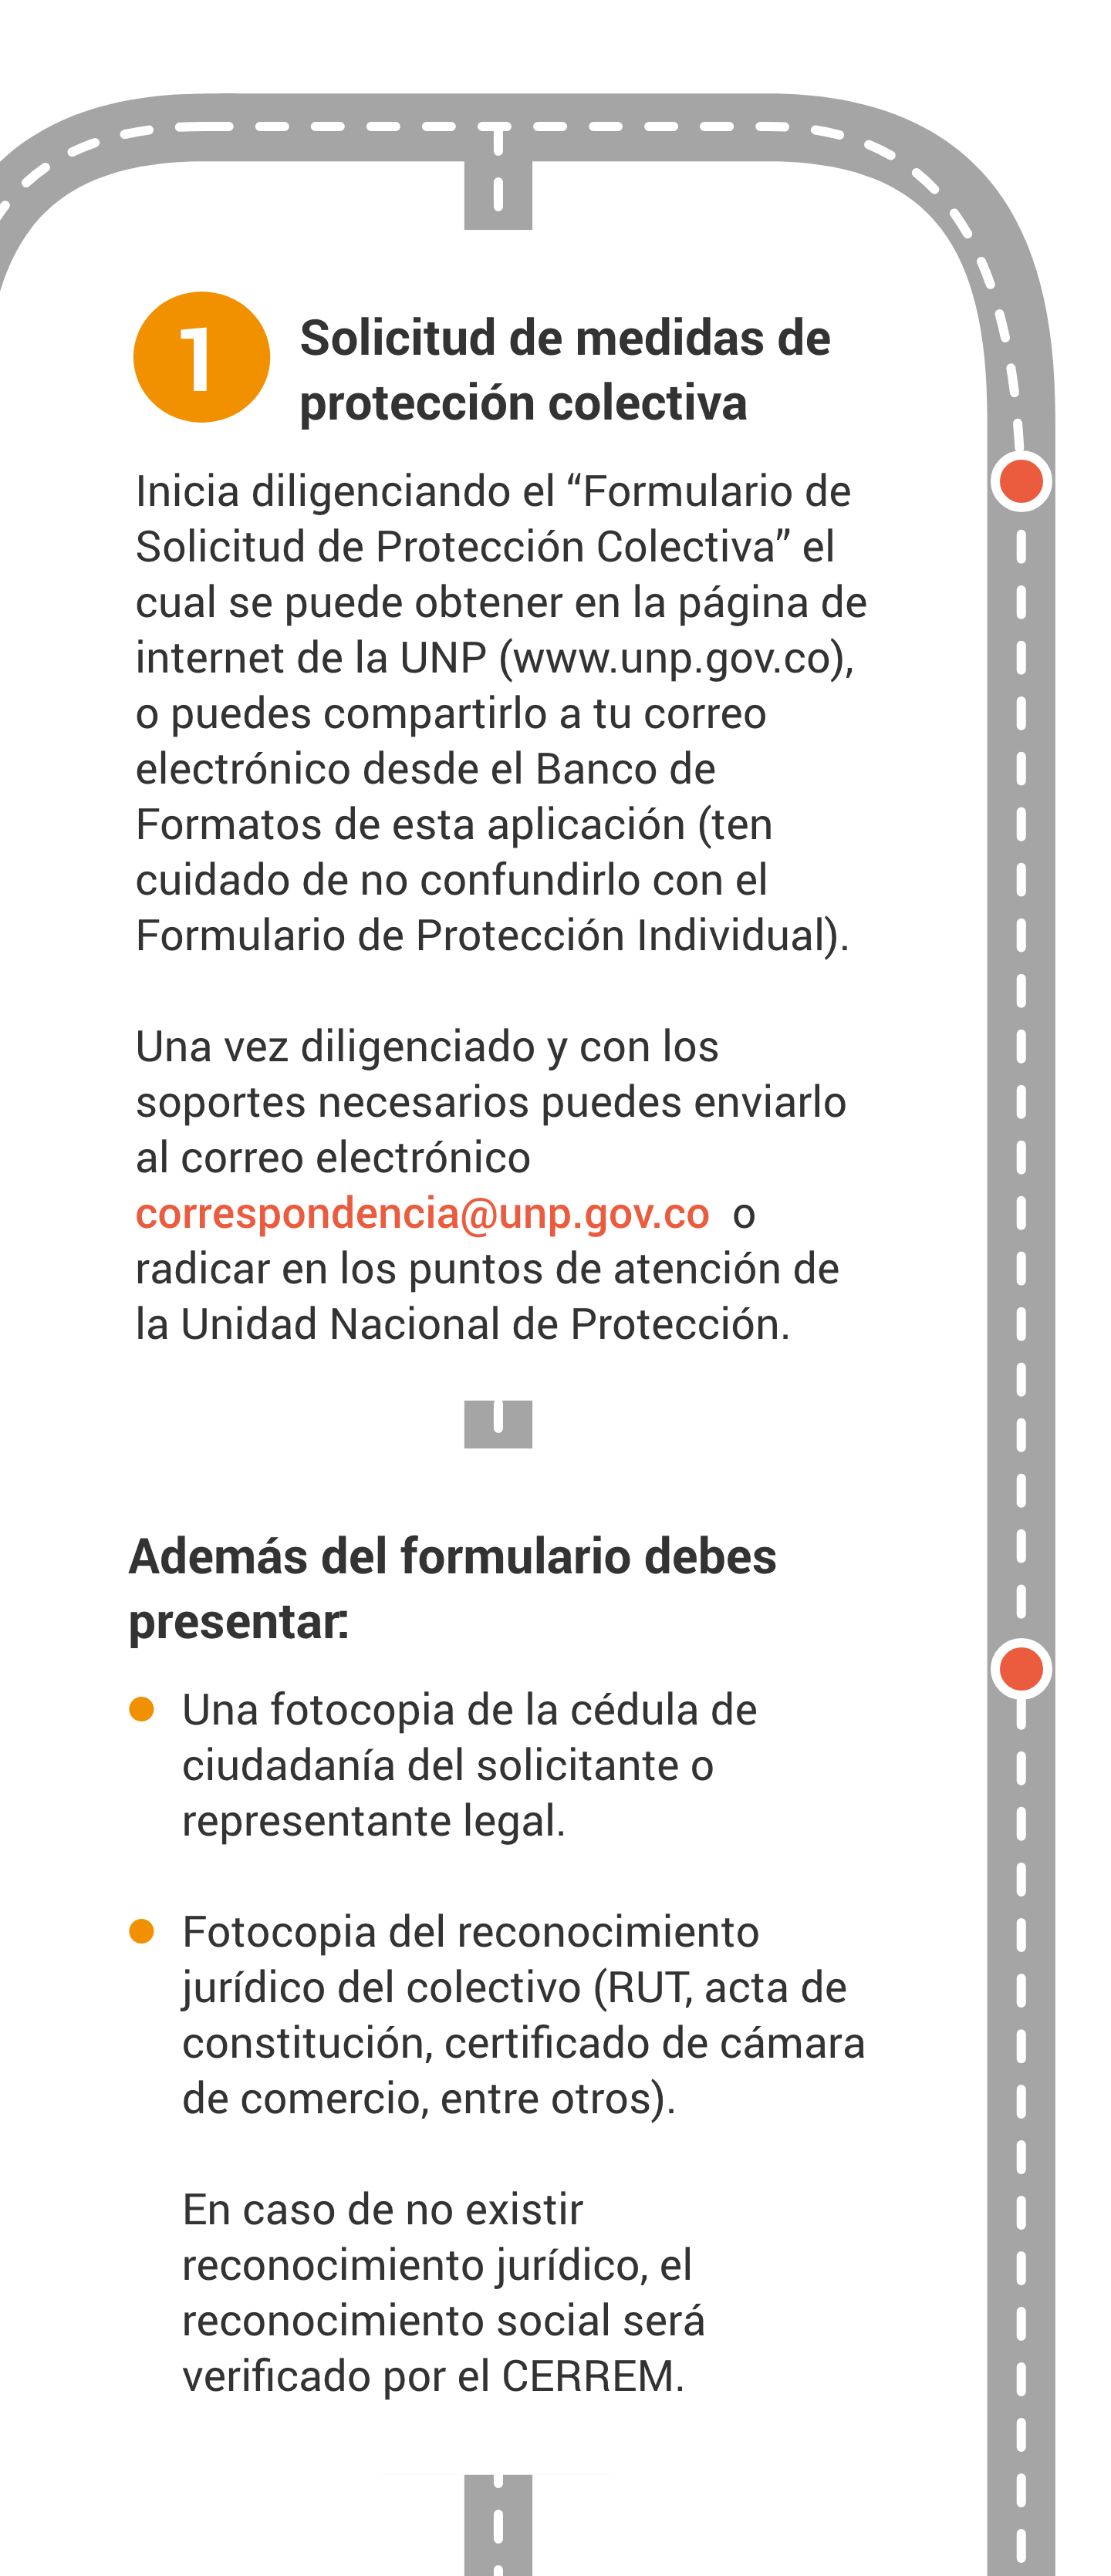 1
Solicitud de medidas de
protección colectiva
Inicia diligenciando el “Formulario de
Solicitud de Protección Colectiva” el
cual se puede obtener en la página de
internet de la UNP (www.unp.gov.co),
o puedes compartirlo a tu correo
electrónico desde el Banco de
Formatos de esta aplicación (ten
cuidado de no confundirlo con el
Formulario de Protección Individual).
Una vez diligenciado y con los
soportes necesarios puedes enviarlo
al correo electrónico
correspondencia@unp.gov.co o
radicar en los puntos de atención de
la Unidad Nacional de Protección.
Además del formulario debes
presentar:
Una fotocopia de la cédula de
ciudadanía del solicitante o
representante legal.
Fotocopia del reconocimiento
jurídico del colectivo (RUT, acta de
constitución, certificado de cámara
de comercio, entre otros).
En caso de no existir
reconocimiento jurídico, el
reconocimiento social será
verificado por el CERREM.